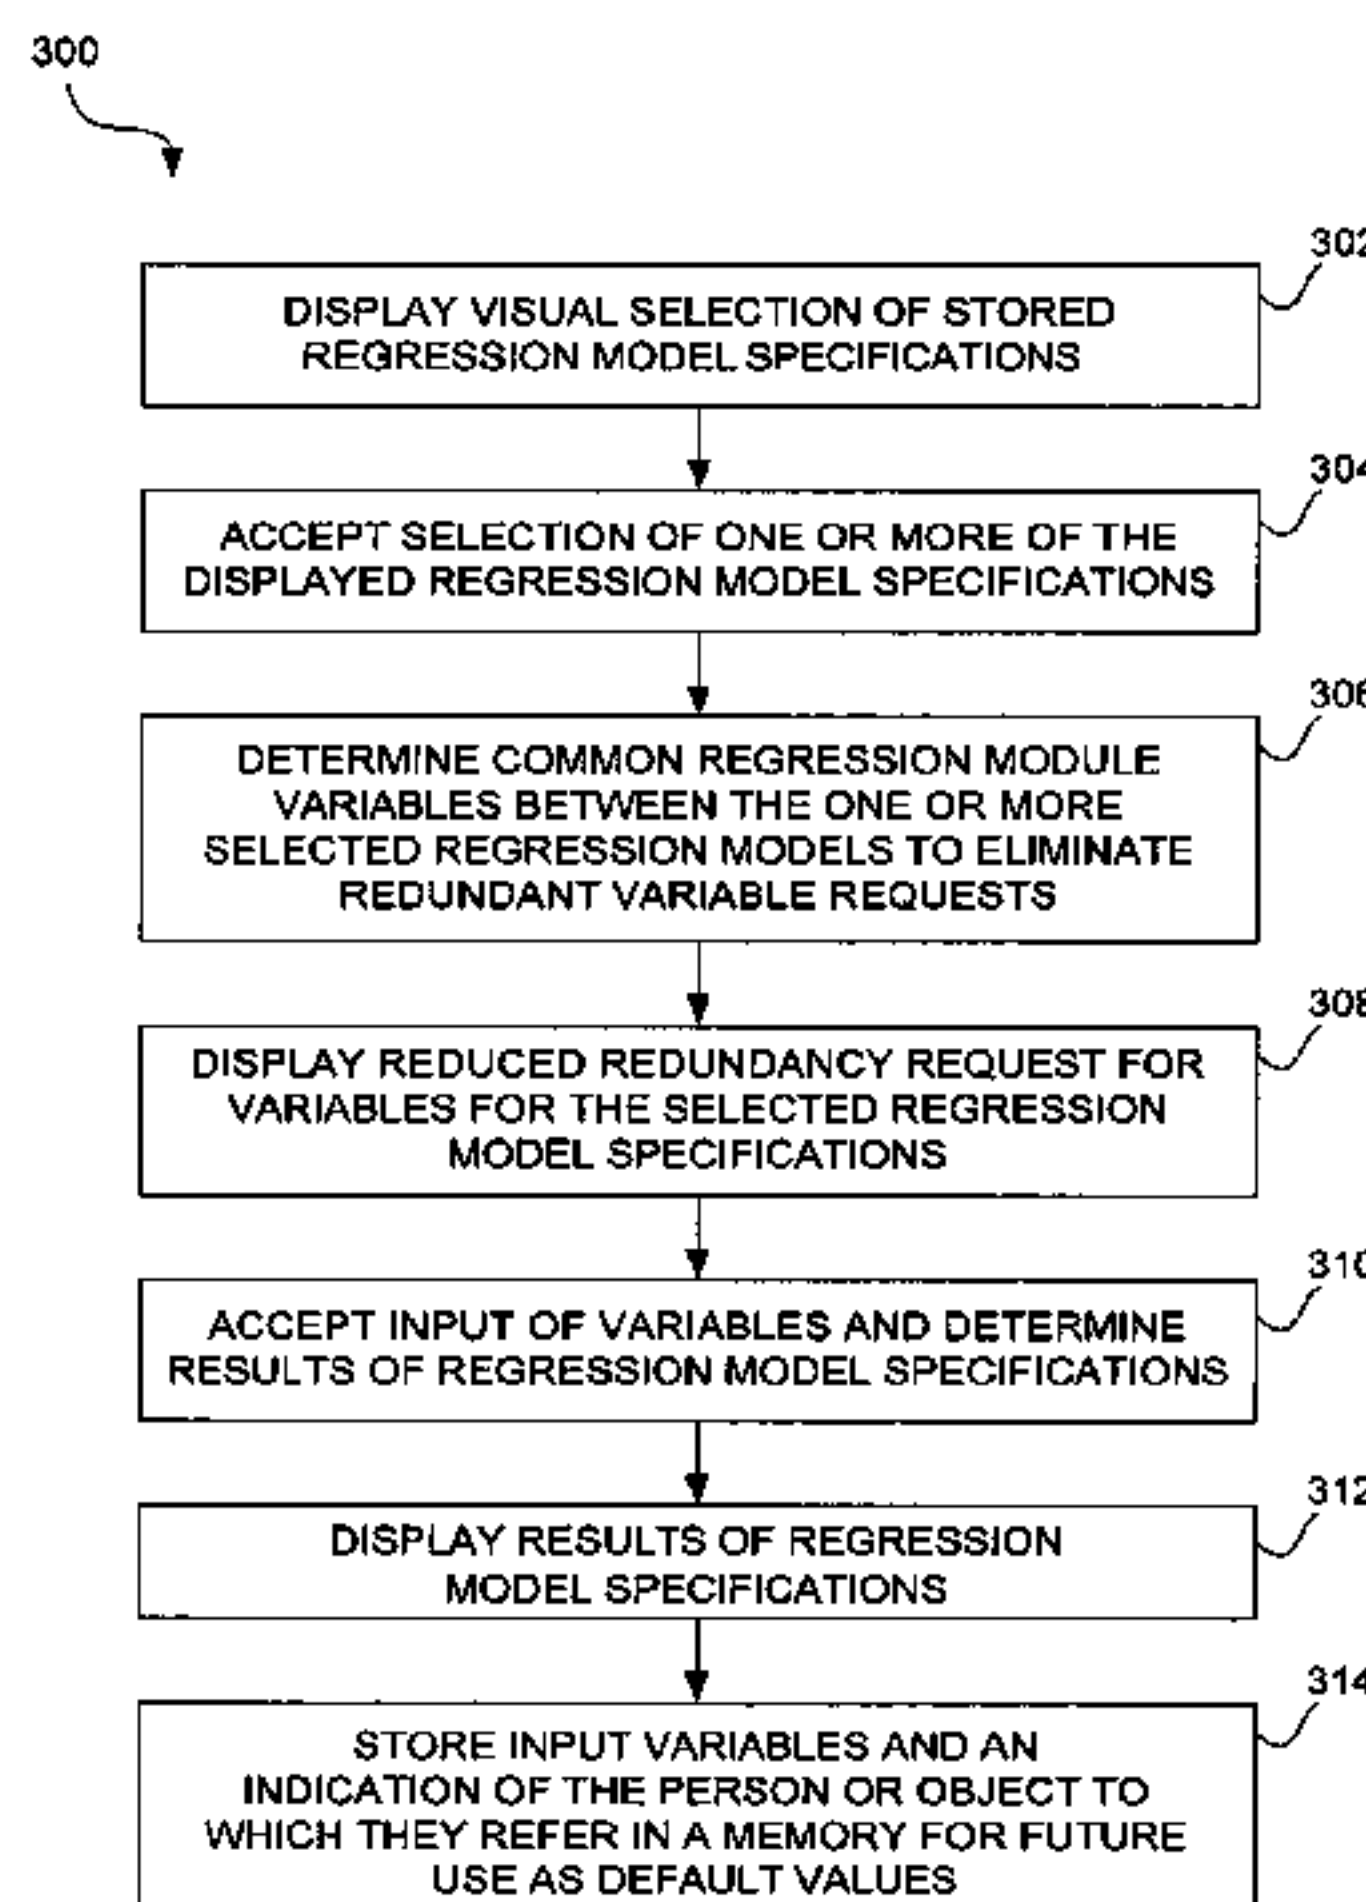 300
302
DISPLAY VISUAL SELECTION OF STORED
REGRESSION MODEL SPECIFICATIONS
304
ACCEPT SELECTION OF ONE OR MORE OF THE
DISPLAYED REGRESSION MODEL SPECIFICATIONS
306
DETERMINE COMMON REGRESSION MODULE
VARIABLES BETWEEN THE ONE OR MORE
SELECTED REGRESSION MODELS TO ELIMINATE
REDUNDANT VARIABLE REQUESTS
308
DISPLAY REDUCED REDUNDANCY REQUEST FOR
VARIABLES FOR THE SELECTED REGRESSION
MODEL SPECIFICATIONS
310
ACCEPT INPUT OF VARIABLES AND DETERMINE
RESULTS OF REGRESSION MODEL SPECIFICATIONS
312
DISPLAY RESULTS OF REGRESSION
MODEL SPECIFICATIONS
314
STORE INPUT VARIABLES AND AN
INDICATION OF THE PERSON OR OBJECT TO
WHICH THEY REFER IN A MEMORY FOR FUTURE
USE AS DEFAULT VALUES